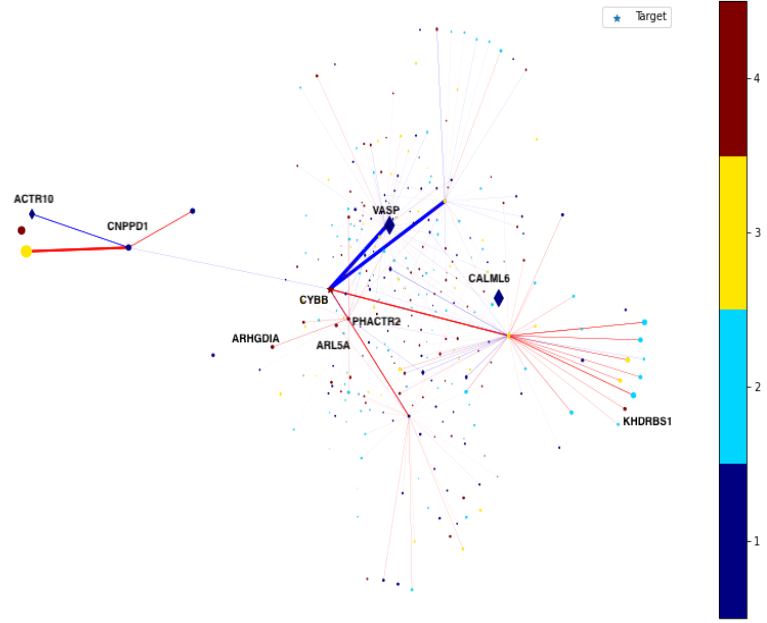 Target
4
ACTR10
VASP
CNPPD1
3
CALML6
CYBB
PHACTR2
ARHGDIA
ARL5A
2
KHDRBS1
1